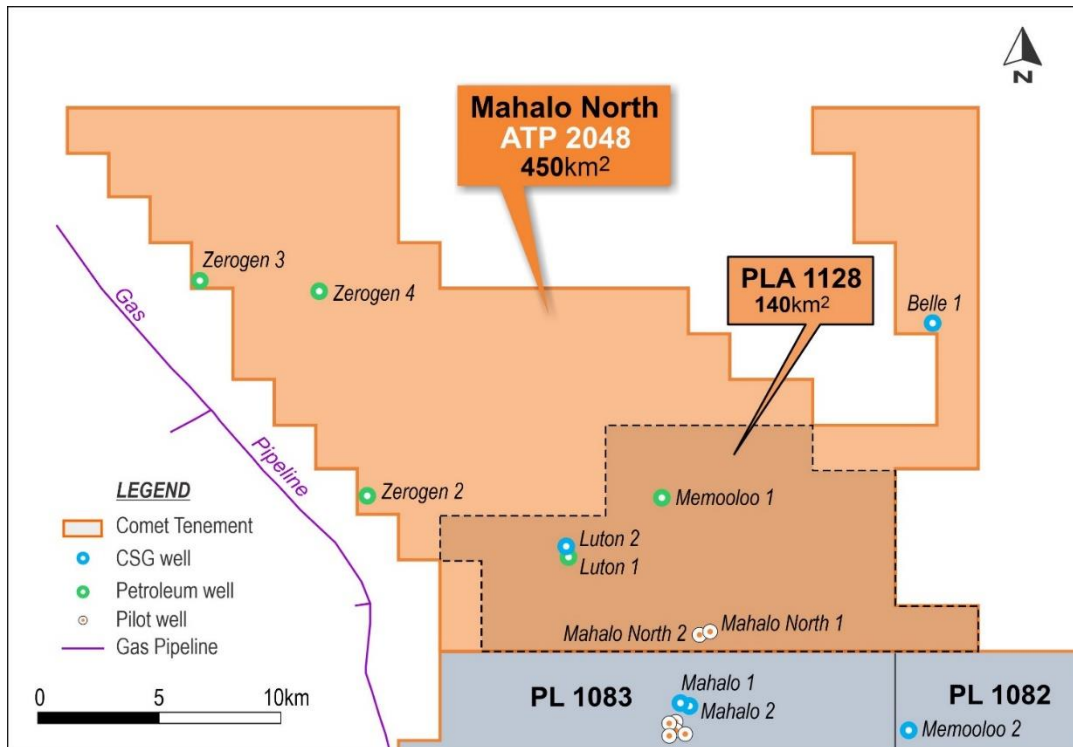 N
Mahalo North
ATP 2048
450km²
Zerogen 3
Zerogen 4
PLA 1128
140km²
Belle 1
Gas
Pipeline
Zerogen 2
Memooloo 1
Luton 2
Luton 1
Mahalo North 2
Mahalo North 1
LEGEND
Comet Tenement
CSG well
Petroleum well
Pilot well
Gas Pipeline
0 5 10km
PL 1083
Mahalo 1
Mahalo 2
PL 1082
Memooloo 2